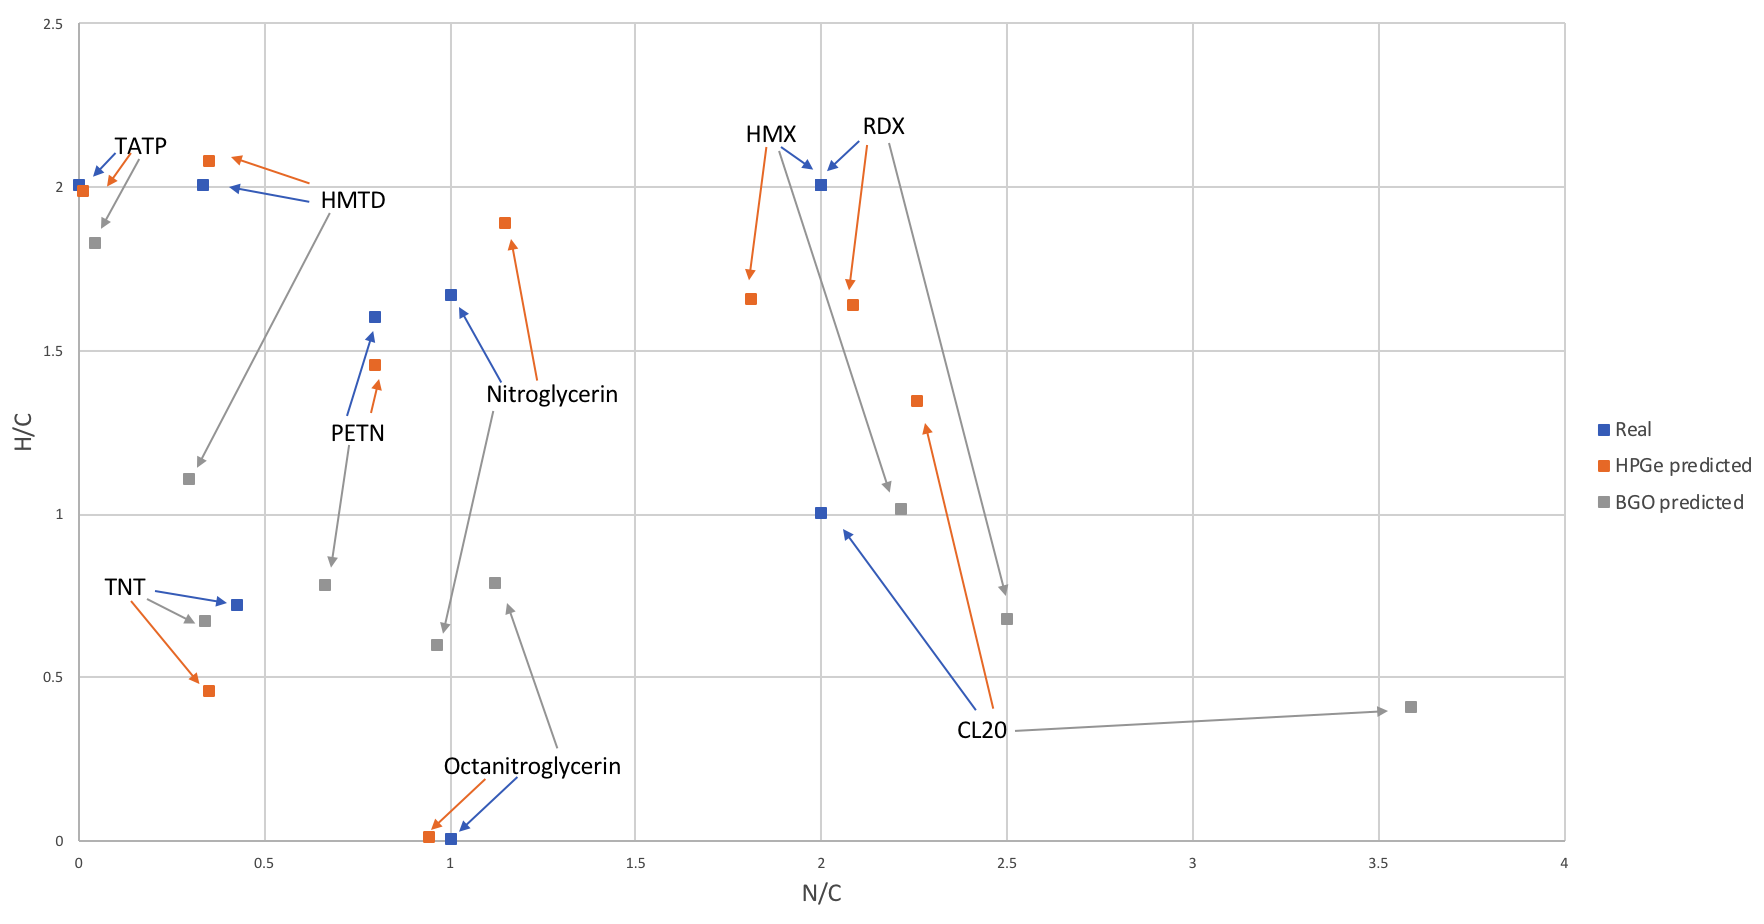 2.5
2
1.5
1
0.5
0
H/C
TATP
HMTD
HMX
RDX
Nitroglycerin
PETN
TNT
CL20
Octanitroglycerin
Real
HPGe predicted
BGO predicted
0 0.5 1 1.5 2 2.5 3 3.5 4
N/C